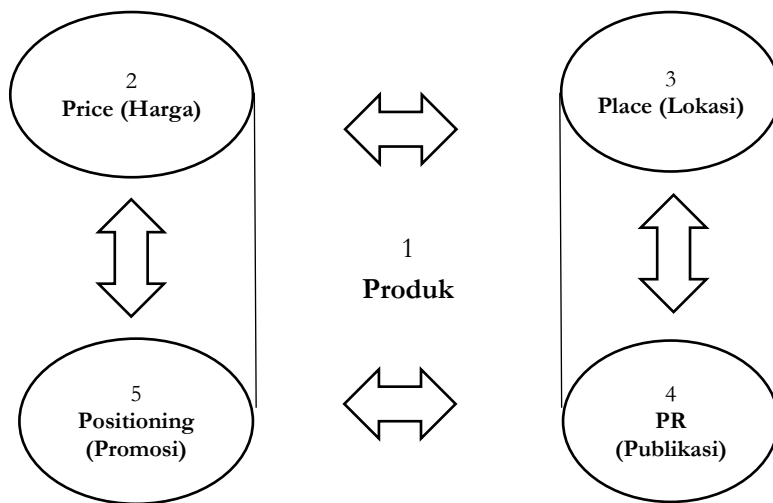 2
Price (Harga)
3
Place (Lokasi)
1
Produk
5
Positioning
(Promosi)
4
PR
(Publikasi)